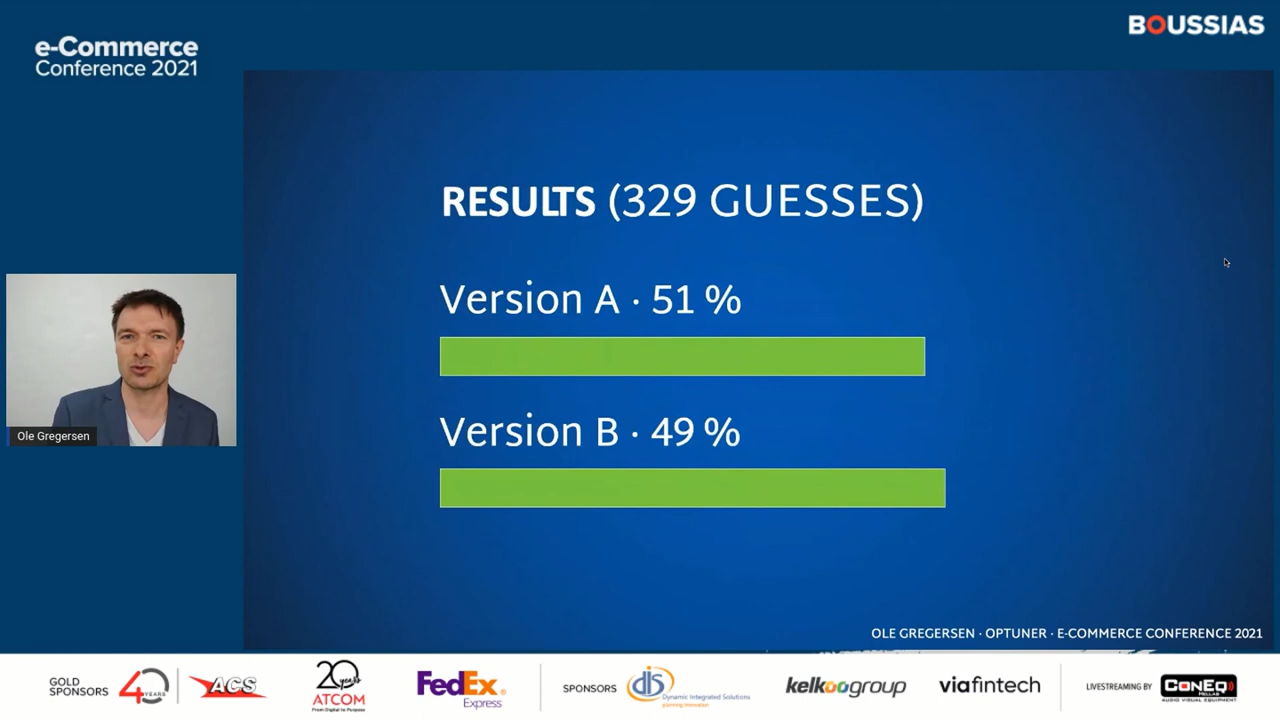 BOUSSIAS
e-Commerce
Conference 2021
RESULTS (329 GUESSES)
Version A · 51 %
Version B · 49 %
Ole Gregersen
OLE GREGERSEN · OPTUNER · E-COMMERCE CONFERENCE 2021
GOLD
SPONSORS
40
YEARS
ACS
20
years
ATCOM
From Digital to Purpose
FedEx®
Express
SPONSORS
dis
Dynamic Integrated Solutions
planning innovation
kelkoogroup
viafintech
LIVESTREAMING BY
CONEQ
HELLAS
AUDIO VISUAL EQUIPMENT